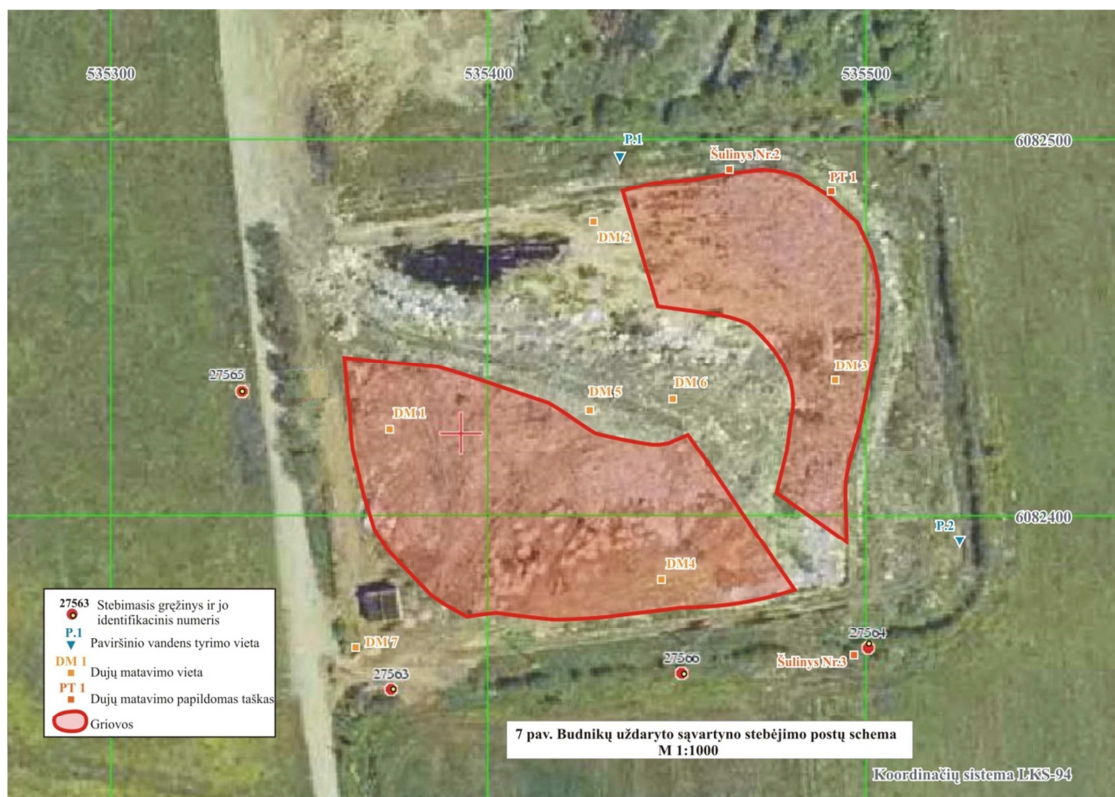 535300
535400
535500
P.1
6082500
Šulinys Nr.2
PT 1
DM 2
27565
DM 3
DM 6
DM 5
DM 1
6082400
P.2
DM4
27563
Stebimasis gręžinys ir jo
identifikacinis numeris
P.1
Paviršinio vandens tyrimo vieta
DM 1
Dujų matavimo vieta
PT 1
Dujų matavimo papildomas taškas
Griovos
DM 7
27563
27566
27564
Šulinys Nr.3
7 pav. Budnikų uždaryto sąvartyno stebėjimo postų schema
M 1:1000
Koordinačių sistema LKS-94